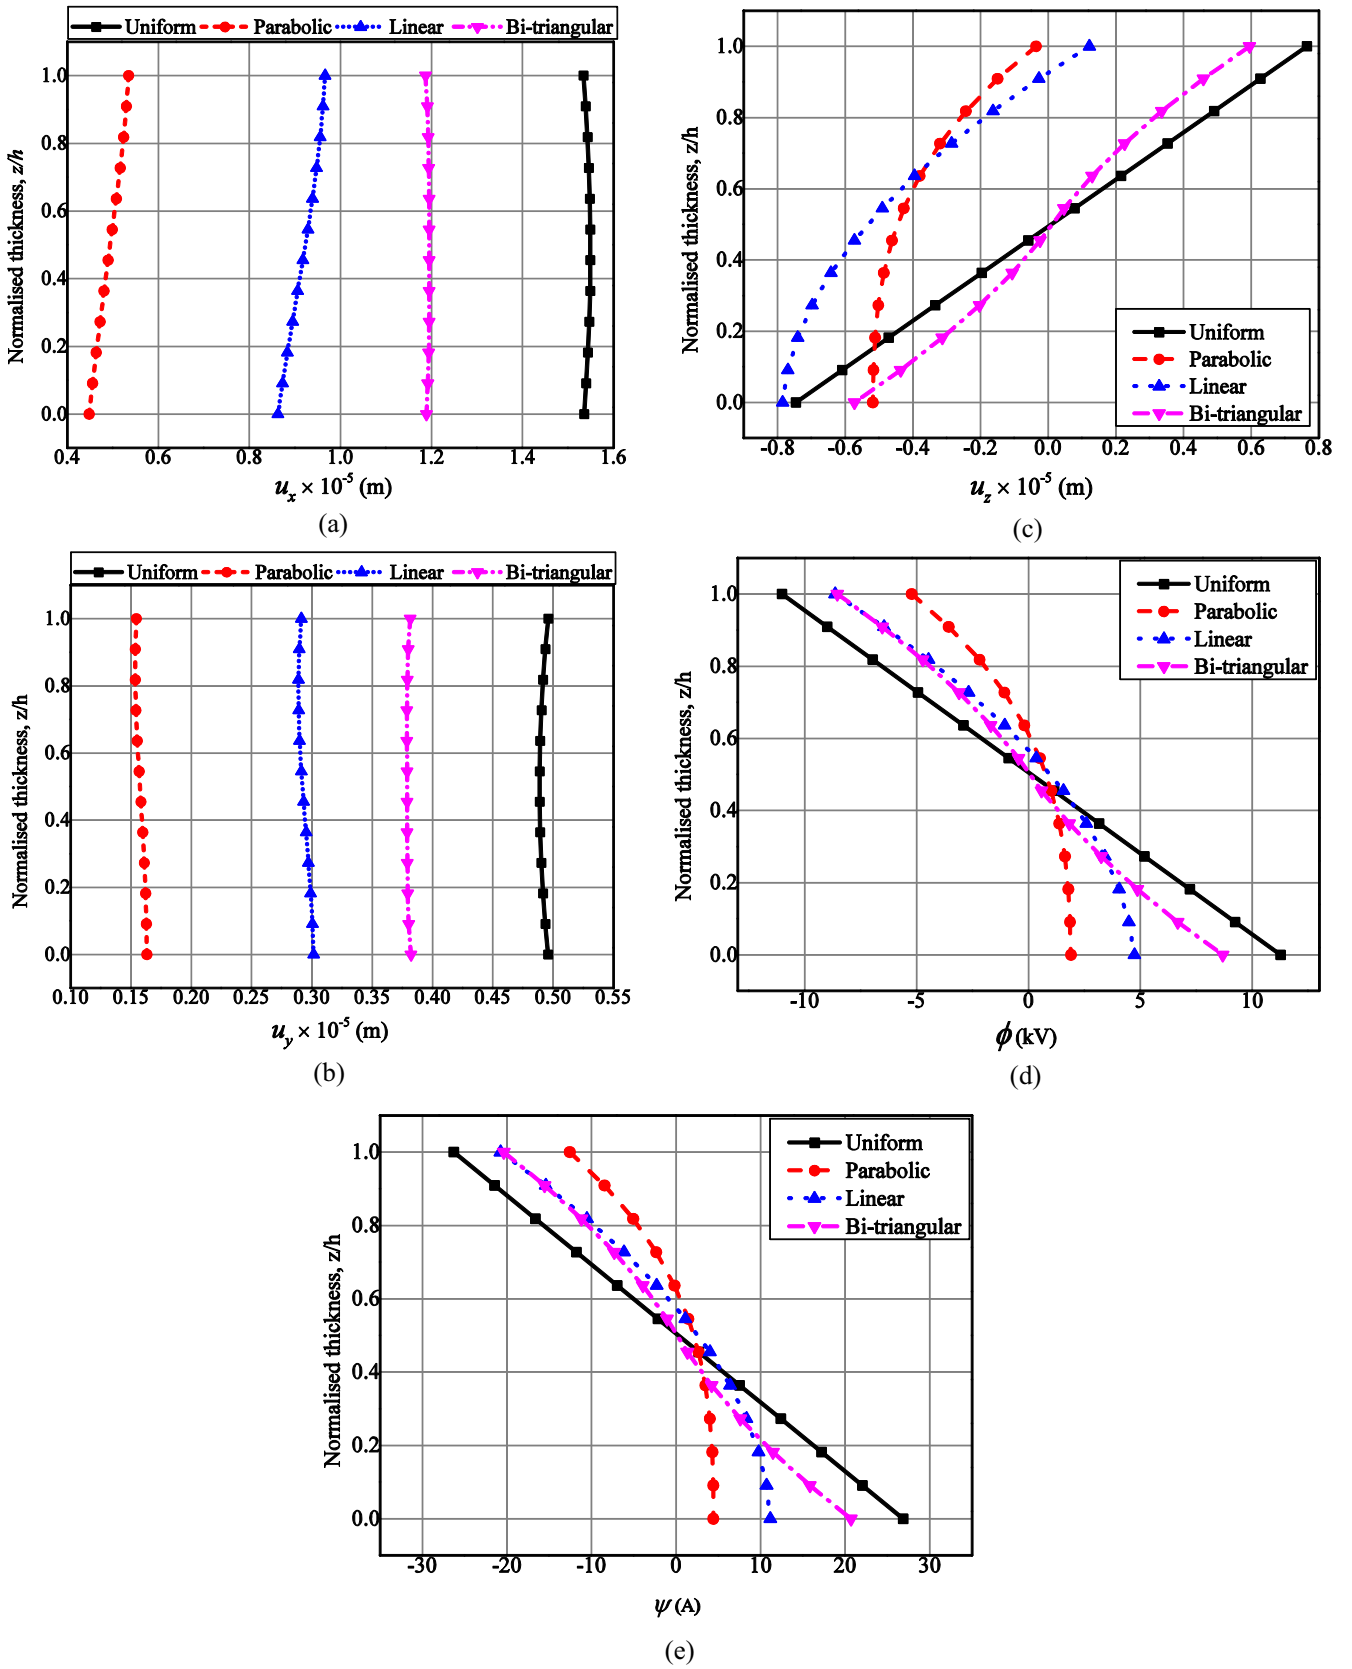 Uniform Parabolic Linear Bi-triangular
1.0
0.8
0.6
0.4
0.2
0.0
Normalised thickness, z/h
0.4 0.6 0.8 1.0 1.2 1.4 1.6
u_x × 10^-5 (m)
(a)
1.0
0.8
0.6
0.4
0.2
0.0
Normalised thickness, z/h
Uniform
Parabolic
Linear
Bi-triangular
-0.8 -0.6 -0.4 -0.2 0.0 0.2 0.4 0.6 0.8
u_z × 10^-5 (m)
(c)
Uniform Parabolic Linear Bi-triangular
1.0
0.8
0.6
0.4
0.2
0.0
Normalised thickness, z/h
0.10 0.15 0.20 0.25 0.30 0.35 0.40 0.45 0.50 0.55
u_y × 10^-5 (m)
(b)
Uniform
Parabolic
Linear
Bi-triangular
1.0
0.8
0.6
0.4
0.2
0.0
Normalised thickness, z/h
-10 -5 0 5 10
ϕ (kV)
(d)
Uniform
Parabolic
Linear
Bi-triangular
1.0
0.8
0.6
0.4
0.2
0.0
Normalised thickness, z/h
-30 -20 -10 0 10 20 30
ψ (A)
(e)